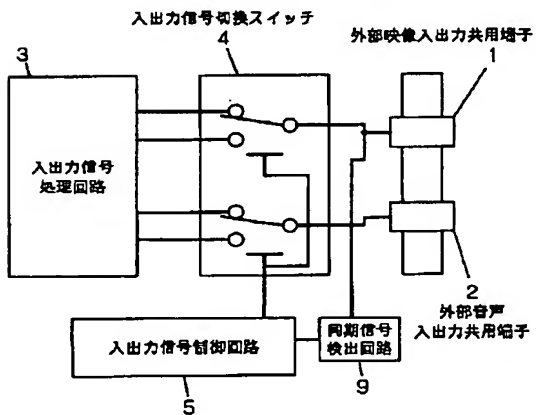 入出力信号切換スイッチ
4
外部映像入出力共用端子
1
3
入出力信号
処理回路
2
外部音声
入出力共用端子
入出力信号制御回路
5
同期信号
検出回路
9